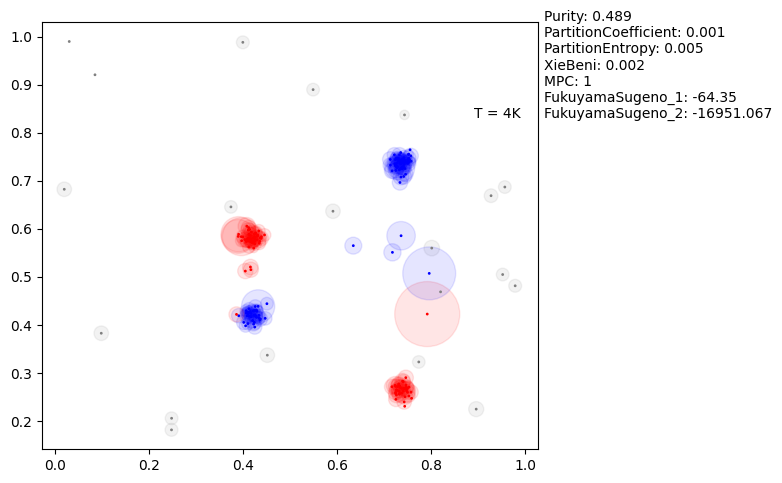 Purity: 0.489
PartitionCoefficient: 0.001
PartitionEntropy: 0.005
XieBeni: 0.002
MPC: 1
FukuyamaSugeno_1: -64.35
FukuyamaSugeno_2: -16951.067
T = 4K
1.0
0.9
0.8
0.7
0.6
0.5
0.4
0.3
0.2
0.0
0.2
0.4
0.6
0.8
1.0